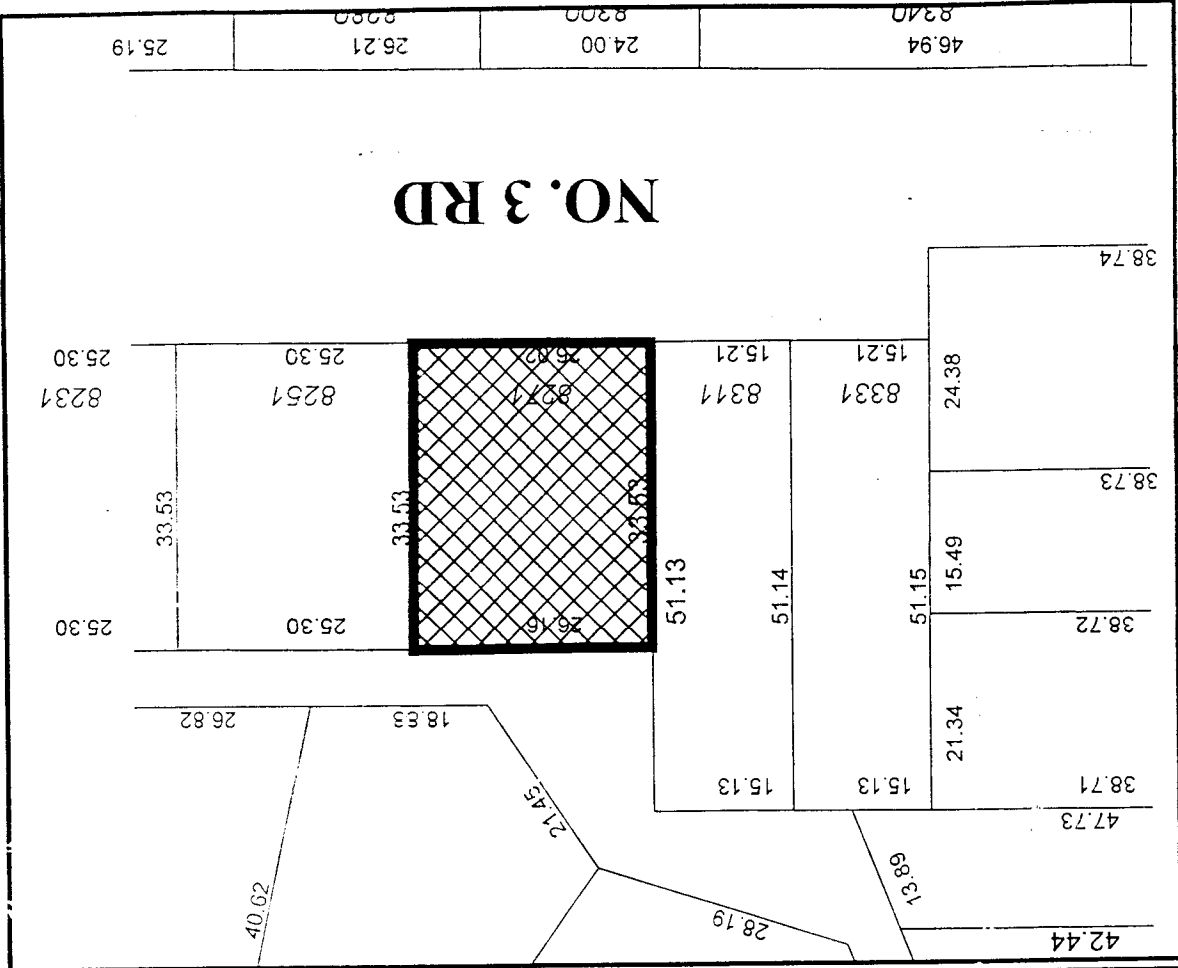 8280 8300 8340
25.19 26.21 24.00 46.94
NO. 3 RD
38.74
25.30 25.30 26.02 15.21 15.21
8231 8251 8271 8311 8331
24.38
38.73
33.53 33.53 33.53
51.13 51.14 51.15 15.49
25.30 25.30 26.16 38.72
26.82 18.83 21.34
15.13 15.13 38.71
21.45 47.73
13.89
40.62 28.19
42.44